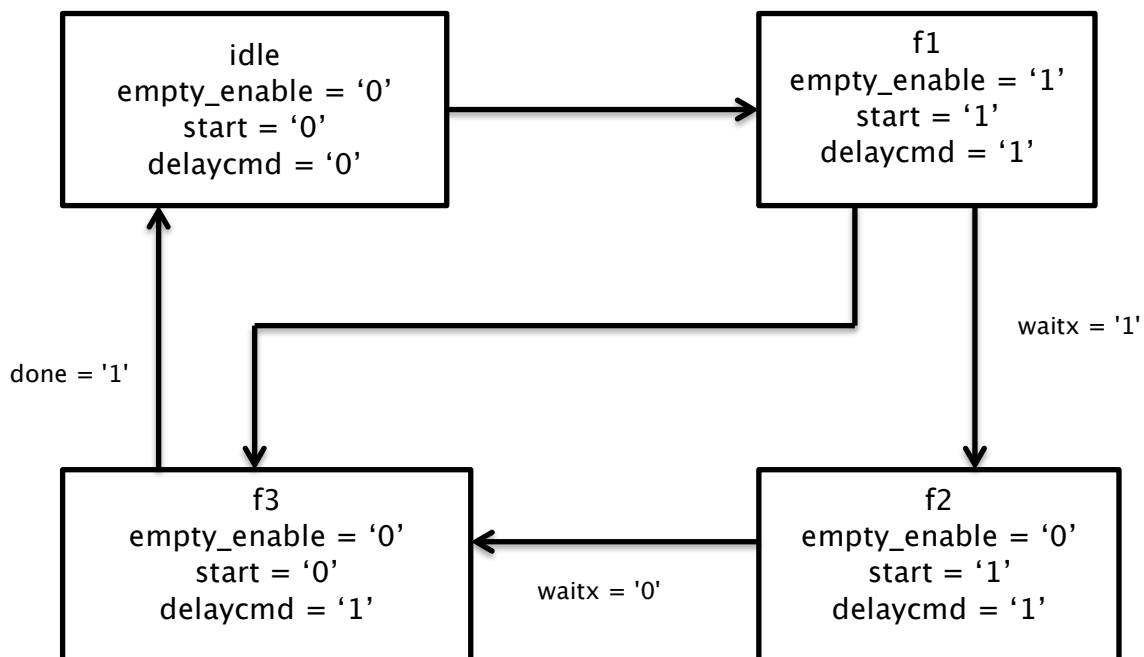 idle
empty_enable = ‘0’
start = ‘0’
delaycmd = ‘0’
f1
empty_enable = ‘1’
start = ‘1’
delaycmd = ‘1’
waitx = '1'
done = '1'
f3
empty_enable = ‘0’
start = ‘0’
delaycmd = ‘1’
waitx = '0'
f2
empty_enable = ‘0’
start = ‘1’
delaycmd = ‘1’